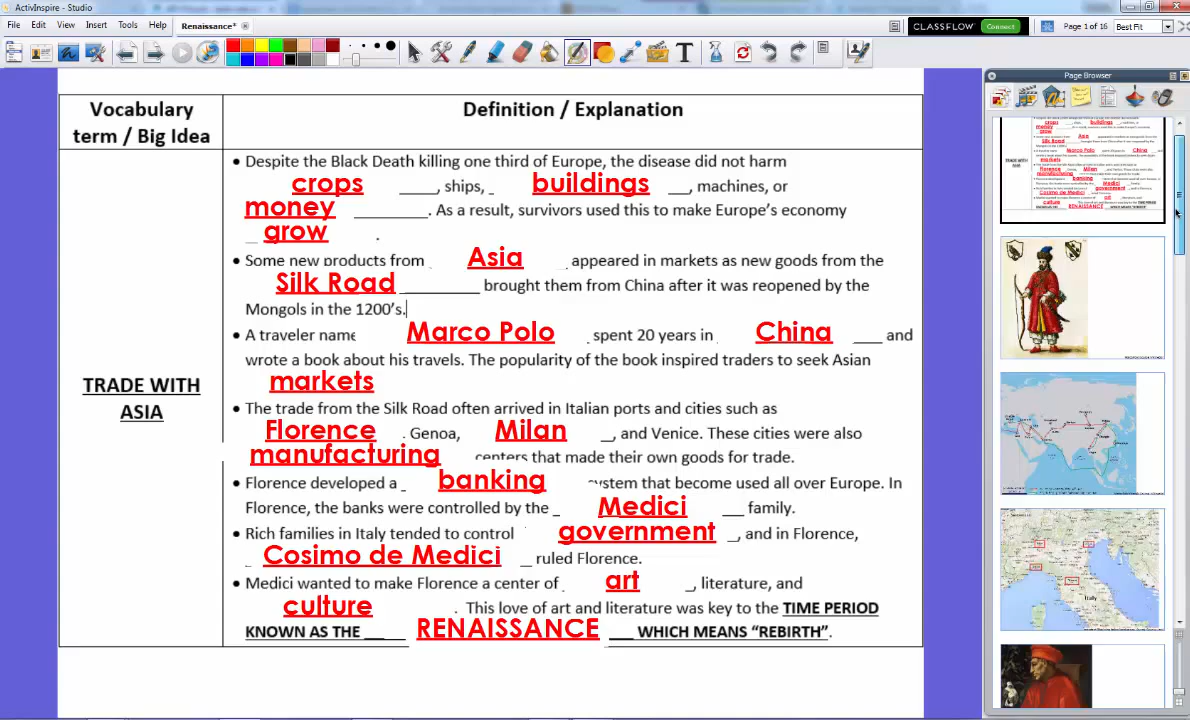 ActivInspire - Studio
File Edit View Insert Tools Help Renaissance*
CLASSFLOW Connect Page 1 of 16 Best Fit
Page Browser
Vocabulary term / Big Idea
Definition / Explanation
TRADE WITH ASIA
• Despite the Black Death killing one third of Europe, the disease did not harm
crops, ships, buildings, machines, or
money. As a result, survivors used this to make Europe's economy
grow.
• Some new products from Asia appeared in markets as new goods from the
Silk Road brought them from China after it was reopened by the
Mongols in the 1200's.
• A traveler name Marco Polo spent 20 years in China and
wrote a book about his travels. The popularity of the book inspired traders to seek Asian
markets
• The trade from the Silk Road often arrived in Italian ports and cities such as
Florence. Genoa, Milan, and Venice. These cities were also
manufacturing centers that made their own goods for trade.
• Florence developed a banking system that become used all over Europe. In
Florence, the banks were controlled by the Medici family.
• Rich families in Italy tended to control government, and in Florence,
Cosimo de Medici ruled Florence.
• Medici wanted to make Florence a center of art, literature, and
culture. This love of art and literature was key to the TIME PERIOD
KNOWN AS THE RENAISSANCE WHICH MEANS "REBIRTH".
Italy